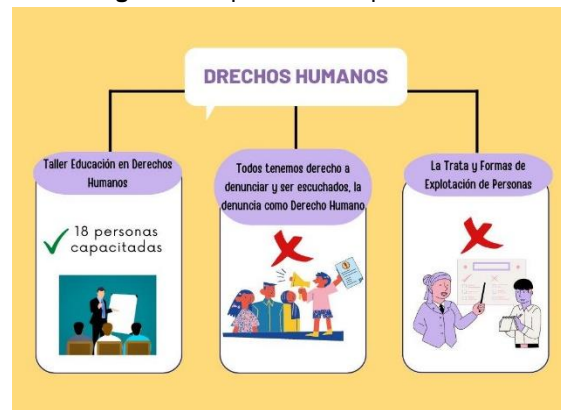 DRECHOS HUMANOS
Taller Educación en Derechos
Humanos
18 personas
capacitadas
Todos tenemos derecho a
denunciar y ser escuchados, la
denuncia como Derecho Humano
La Trata y Formas de
Explotación de Personas